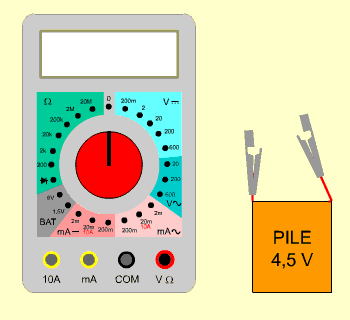 0
Ω 2M 20M 200m V⎓
200k 2
20k 20
2k 200
200 600
20
200
9V 600
1.5V V∿
BAT 2m 2m
20m 20m
mA⎓ 10A 200m 200m 10A mA∿
10A mA COM V Ω
PILE
4,5 V